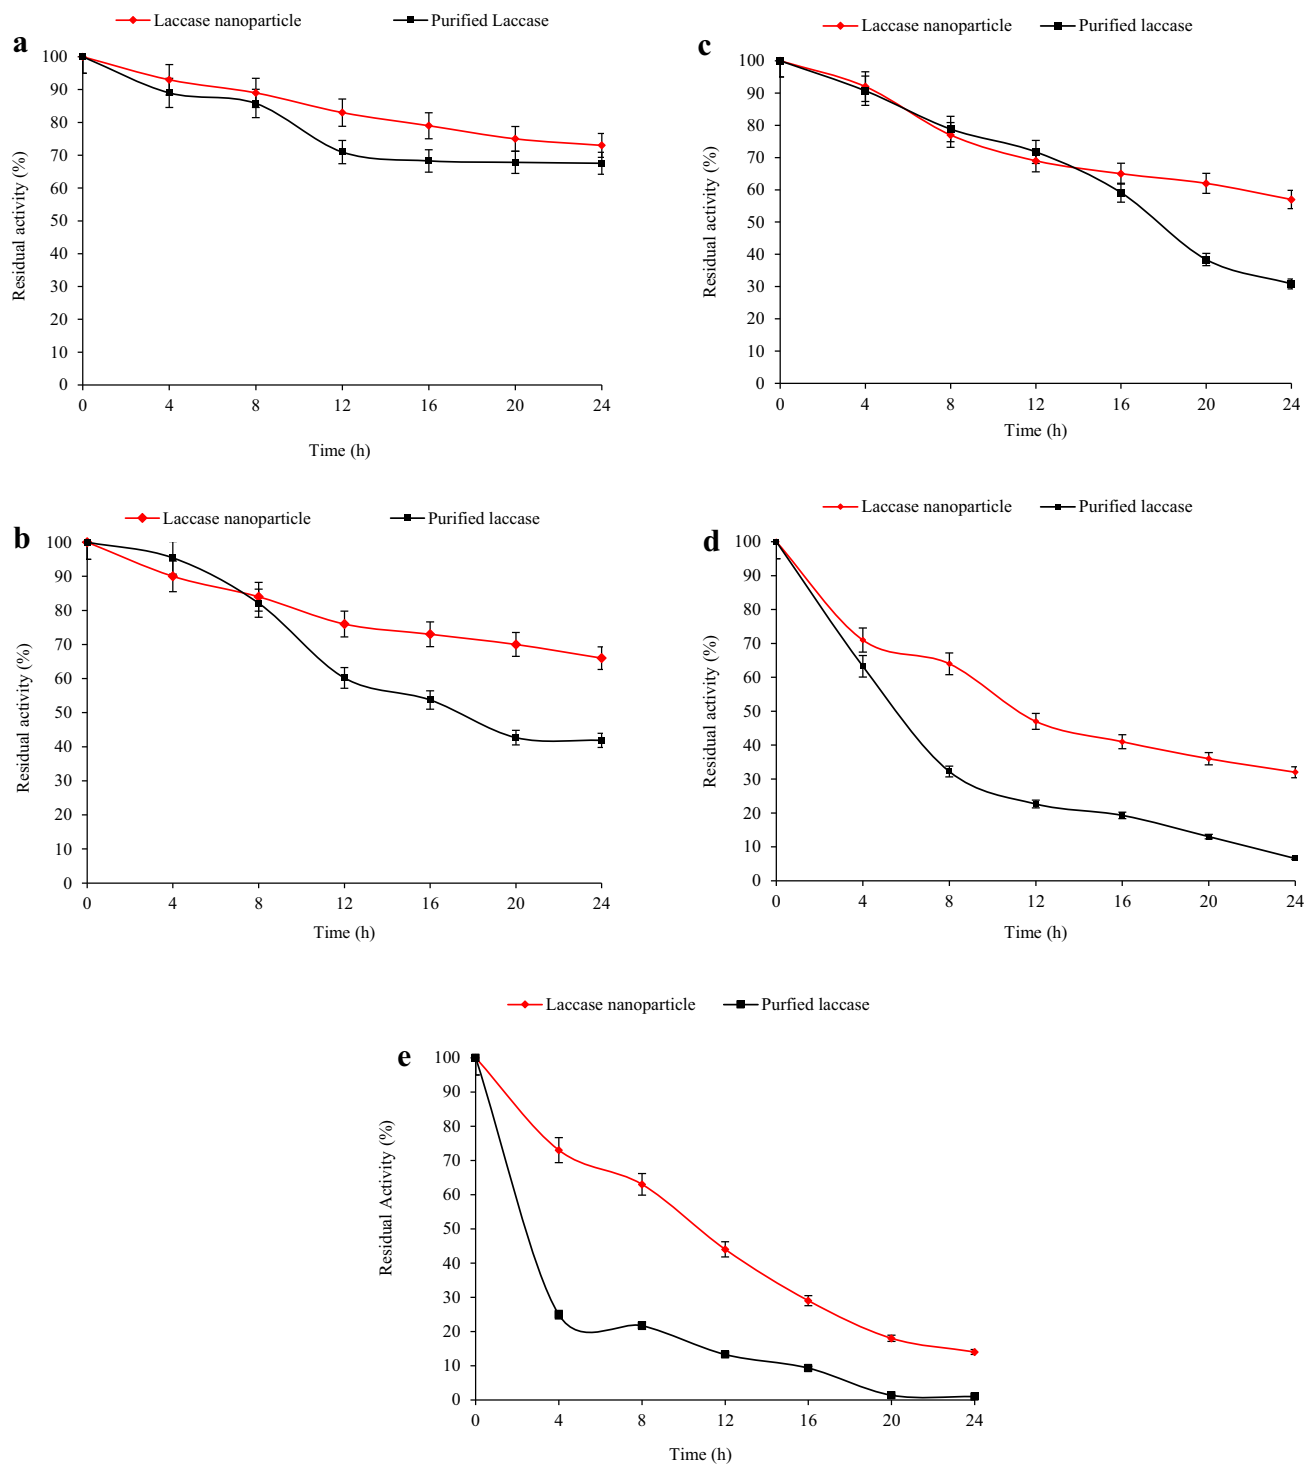 a
Laccase nanoparticle Purified Laccase
Residual activity (%)
100
90
80
70
60
50
40
30
20
10
0
0 4 8 12 16 20 24
Time (h)
c
Laccase nanoparticle Purified laccase
Residual activity (%)
100
90
80
70
60
50
40
30
20
10
0
0 4 8 12 16 20 24
Time (h)
b
Laccase nanoparticle Purified laccase
Residual activity (%)
100
90
80
70
60
50
40
30
20
10
0
0 4 8 12 16 20 24
Time (h)
d
Laccase nanoparticle Purified laccase
Residual activity (%)
100
90
80
70
60
50
40
30
20
10
0
0 4 8 12 16 20 24
Time (h)
e
Laccase nanoparticle Purfied laccase
Residual Activity (%)
100
90
80
70
60
50
40
30
20
10
0
0 4 8 12 16 20 24
Time (h)